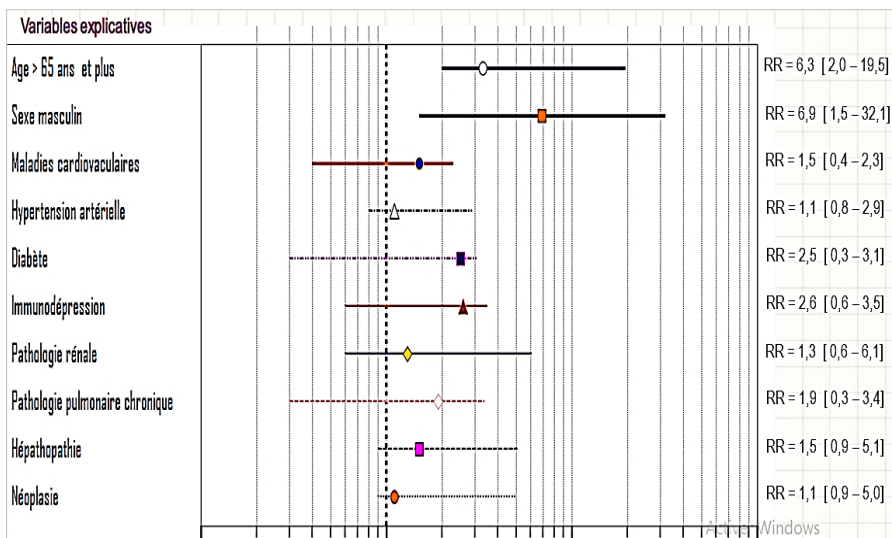 Variables explicatives
Age > 65 ans et plus RR = 6,3 [2,0 – 19,5]
Sexe masculin RR = 6,9 [1,5 – 32,1]
Maladies cardiovaculaires RR = 1,5 [0,4 – 2,3]
Hypertension artérielle RR = 1,1 [0,8 – 2,9]
Diabète RR = 2,5 [0,3 – 3,1]
Immunodépression RR = 2,6 [0,6 – 3,5]
Pathologie rénale RR = 1,3 [0,6 – 6,1]
Pathologie pulmonaire chronique RR = 1,9 [0,3 – 3,4]
Hépathopathie RR = 1,5 [0,9 – 5,1]
Néoplasie RR = 1,1 [0,9 – 5,0]
Activer Windows